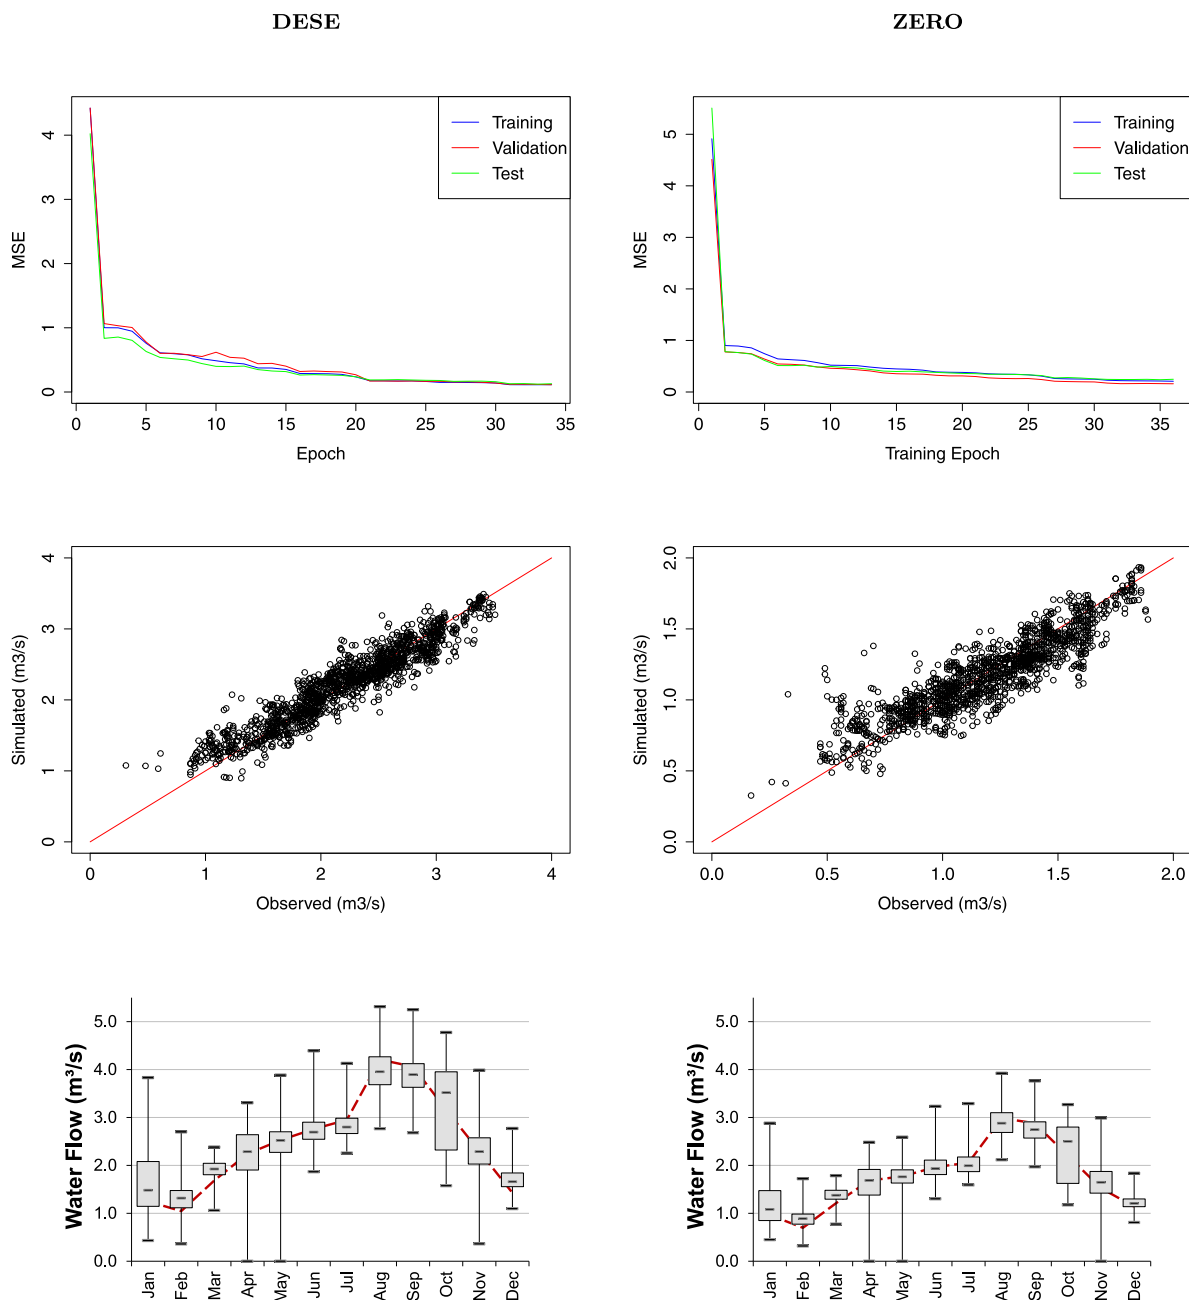 DESE
ZERO
Training
Validation
Test
MSE
0 1 2 3 4
0 5 10 15 20 25 30 35
Epoch
Training
Validation
Test
MSE
0 1 2 3 4 5
0 5 10 15 20 25 30 35
Training Epoch
Simulated (m3/s)
0 1 2 3 4
0 1 2 3 4
Observed (m3/s)
Simulated (m3/s)
0.0 0.5 1.0 1.5 2.0
0.0 0.5 1.0 1.5 2.0
Observed (m3/s)
Water Flow (m³/s)
5.0
4.0
3.0
2.0
1.0
0.0
Jan Feb Mar Apr May Jun Jul Aug Sep Oct Nov Dec
Water Flow (m³/s)
5.0
4.0
3.0
2.0
1.0
0.0
Jan Feb Mar Apr May Jun Jul Aug Sep Oct Nov Dec